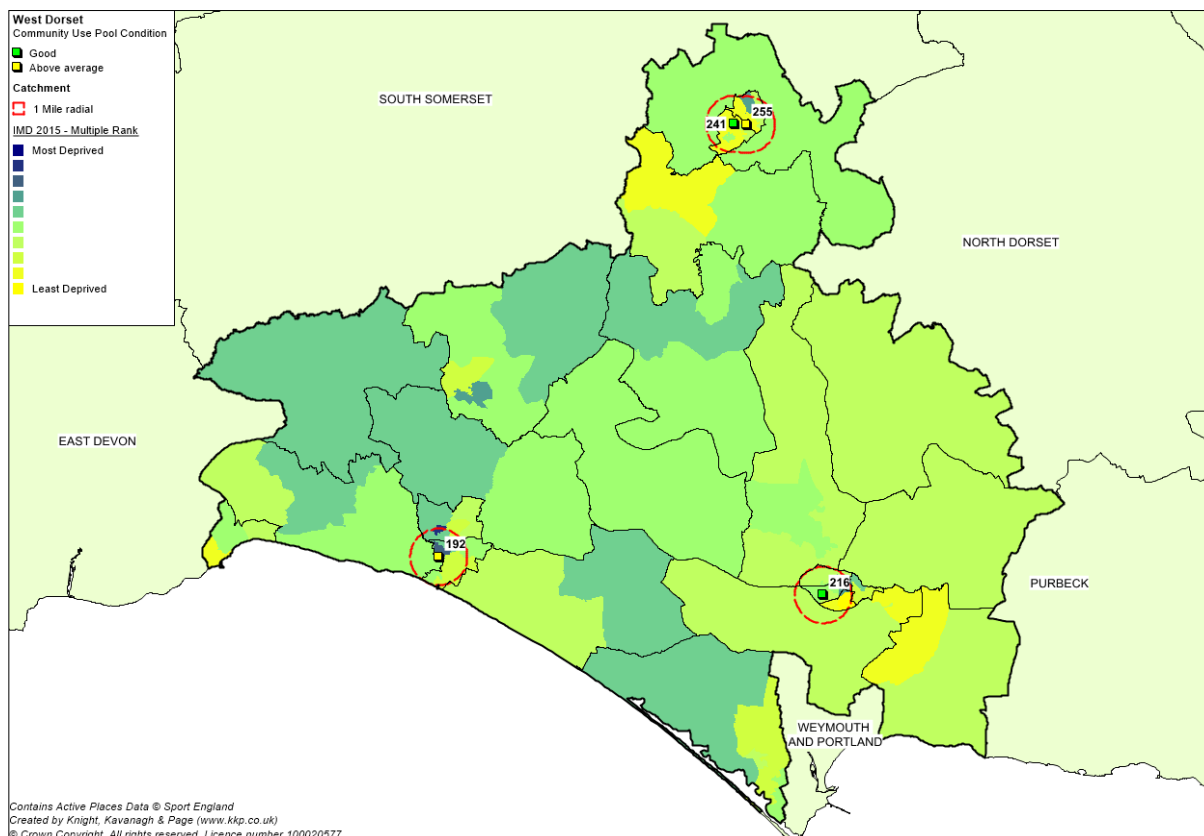 West Dorset
Community Use Pool Condition
Good
Above average
Catchment
1 Mile radial
IMD 2015 - Multiple Rank
Most Deprived
Least Deprived
SOUTH SOMERSET
255
241
NORTH DORSET
EAST DEVON
192
216
PURBECK
WEYMOUTH
AND PORTLAND
Contains Active Places Data © Sport England
Created by Knight, Kavanagh & Page (www.kkp.co.uk)
© Crown Copyright. All rights reserved. Licence number 100020577